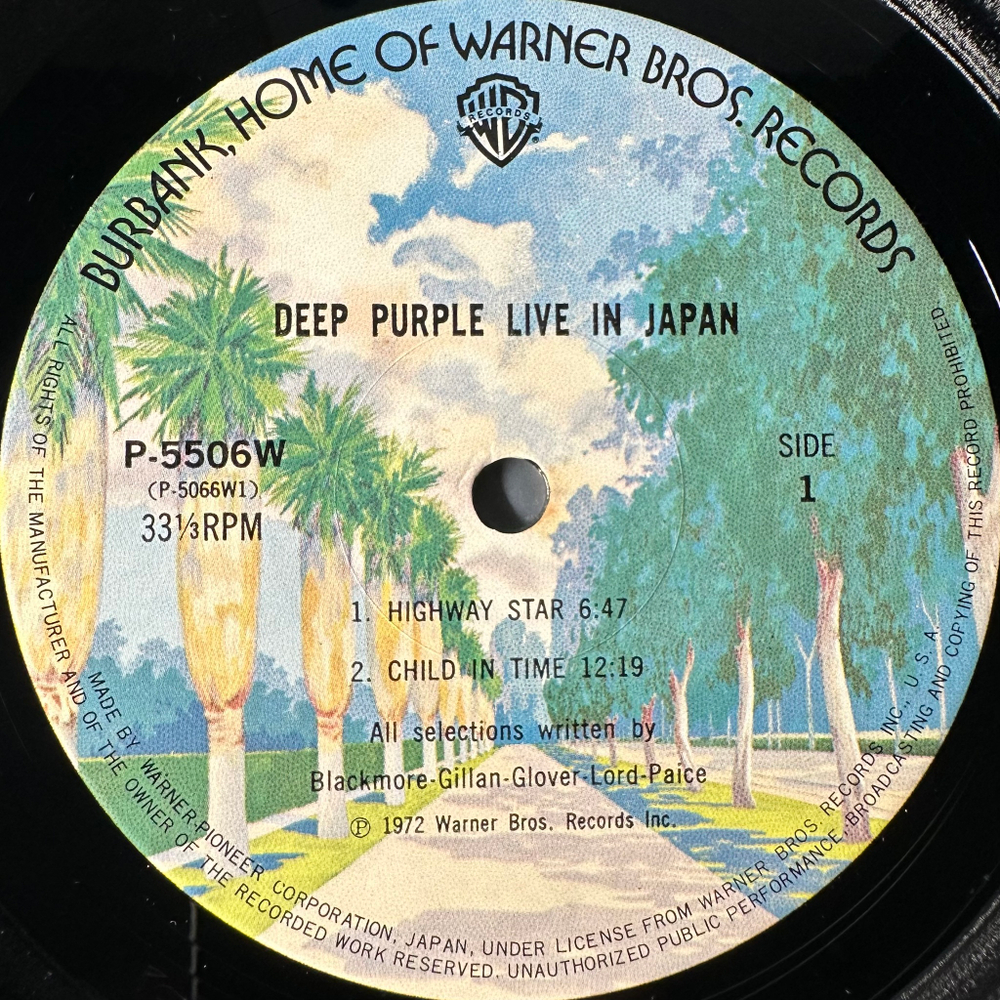 BURBANK, HOME OF WARNER BROS. RECORDS
WB
RECORDS
DEEP PURPLE LIVE IN JAPAN
P-5506W
(P-5066W1)
33⅓RPM
SIDE
1
1. HIGHWAY STAR 6:47
2. CHILD IN TIME 12:19
All selections written by
Blackmore-Gillan-Glover-Lord-Paice
Ⓟ 1972 Warner Bros. Records Inc.
MADE BY WARNER-PIONEER CORPORATION, JAPAN, UNDER LICENSE FROM WARNER BROS. RECORDS INC., U. S. A.
ALL RIGHTS OF THE MANUFACTURER AND OF THE OWNER OF THE RECORDED WORK RESERVED. UNAUTHORIZED PUBLIC PERFORMANCE, BROADCASTING AND COPYING OF THIS RECORD PROHIBITED